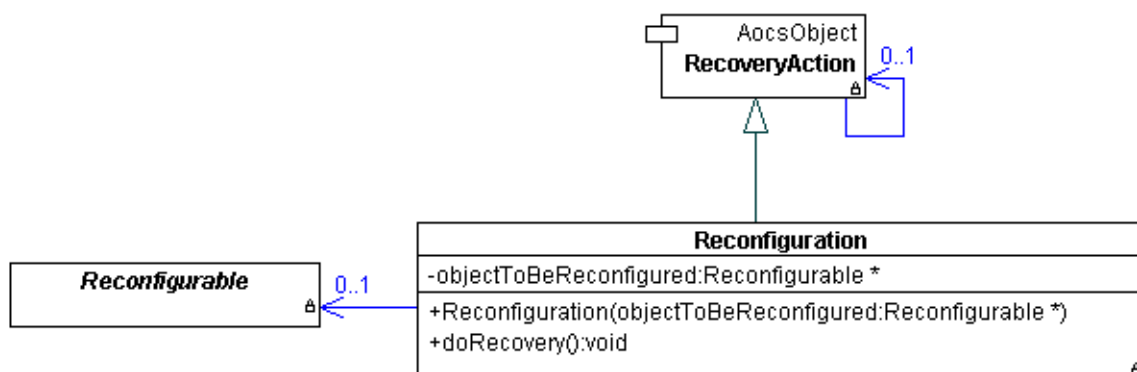 AocsObject
RecoveryAction
0..1
Reconfiguration
-objectToBeReconfigured:Reconfigurable *
+Reconfiguration(objectToBeReconfigured:Reconfigurable *)
+doRecovery():void
Reconfigurable
0..1